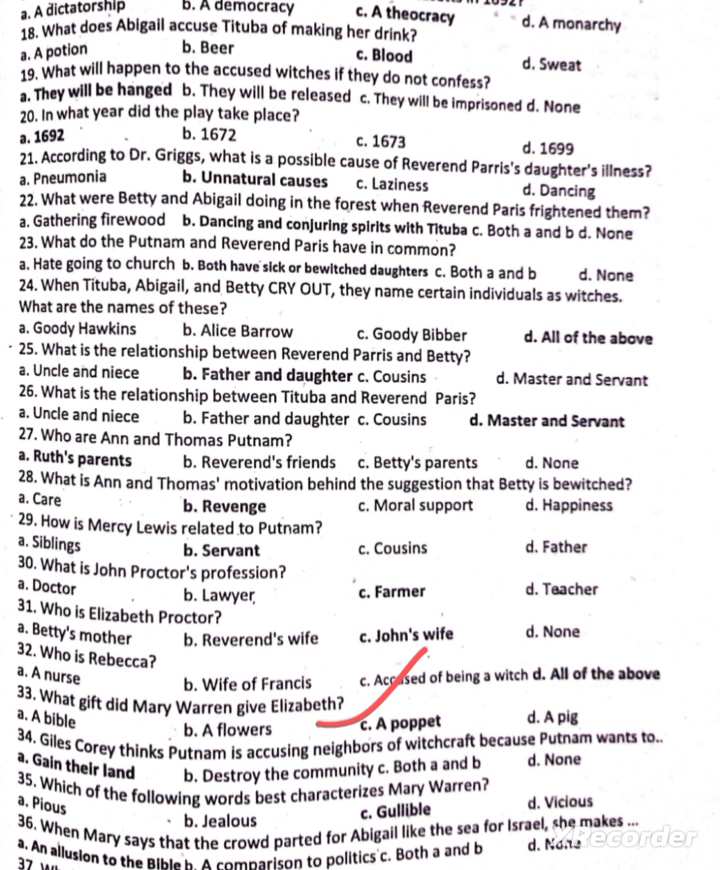 in 1692?
a. A dictatorship b. A democracy c. A theocracy d. A monarchy
18. What does Abigail accuse Tituba of making her drink?
a. A potion b. Beer c. Blood d. Sweat
19. What will happen to the accused witches if they do not confess?
a. They will be hanged b. They will be released c. They will be imprisoned d. None
20. In what year did the play take place?
a. 1692 b. 1672 c. 1673 d. 1699
21. According to Dr. Griggs, what is a possible cause of Reverend Parris's daughter's illness?
a. Pneumonia b. Unnatural causes c. Laziness d. Dancing
22. What were Betty and Abigail doing in the forest when Reverend Paris frightened them?
a. Gathering firewood b. Dancing and conjuring spirits with Tituba c. Both a and b d. None
23. What do the Putnam and Reverend Paris have in common?
a. Hate going to church b. Both have sick or bewitched daughters c. Both a and b d. None
24. When Tituba, Abigail, and Betty CRY OUT, they name certain individuals as witches.
What are the names of these?
a. Goody Hawkins b. Alice Barrow c. Goody Bibber d. All of the above
25. What is the relationship between Reverend Parris and Betty?
a. Uncle and niece b. Father and daughter c. Cousins d. Master and Servant
26. What is the relationship between Tituba and Reverend Paris?
a. Uncle and niece b. Father and daughter c. Cousins d. Master and Servant
27. Who are Ann and Thomas Putnam?
a. Ruth's parents b. Reverend's friends c. Betty's parents d. None
28. What is Ann and Thomas' motivation behind the suggestion that Betty is bewitched?
a. Care b. Revenge c. Moral support d. Happiness
29. How is Mercy Lewis related to Putnam?
a. Siblings b. Servant c. Cousins d. Father
30. What is John Proctor's profession?
a. Doctor b. Lawyer c. Farmer d. Teacher
31. Who is Elizabeth Proctor?
a. Betty's mother b. Reverend's wife c. John's wife d. None
32. Who is Rebecca?
a. A nurse b. Wife of Francis c. Accused of being a witch d. All of the above
33. What gift did Mary Warren give Elizabeth?
a. A bible b. A flowers c. A poppet d. A pig
34. Giles Corey thinks Putnam is accusing neighbors of witchcraft because Putnam wants to..
a. Gain their land b. Destroy the community c. Both a and b d. None
35. Which of the following words best characterizes Mary Warren?
a. Pious b. Jealous c. Gullible d. Vicious
36. When Mary says that the crowd parted for Abigail like the sea for Israel, she makes ...
a. An allusion to the Bible b. A comparison to politics c. Both a and b d. None
37
XRecorder